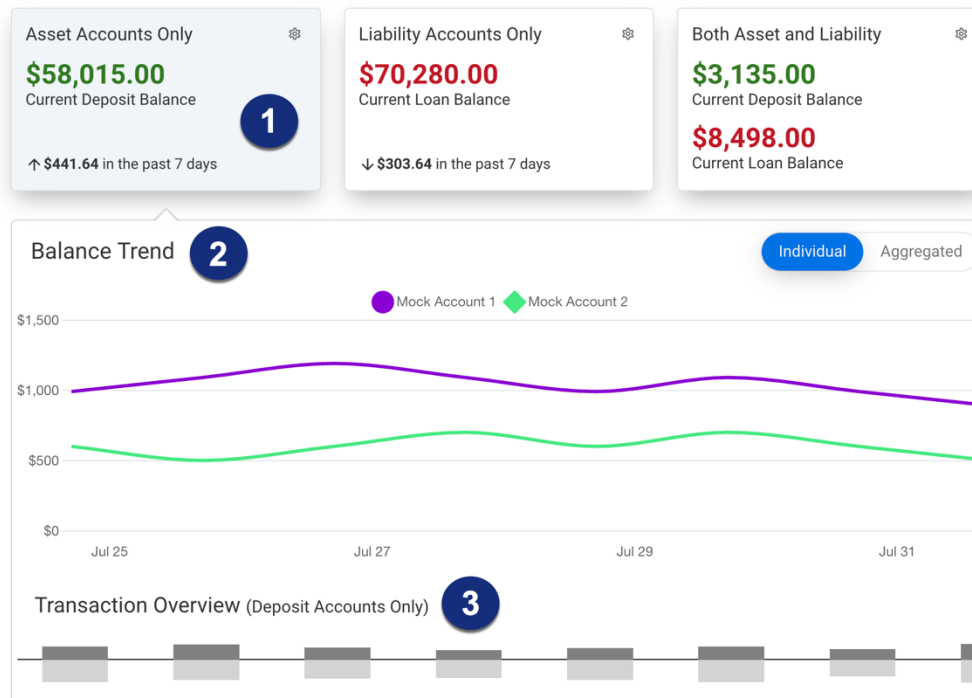 Asset Accounts Only
$58,015.00
Current Deposit Balance
1
↑ $441.64 in the past 7 days
Liability Accounts Only
$70,280.00
Current Loan Balance
↓ $303.64 in the past 7 days
Both Asset and Liability
$3,135.00
Current Deposit Balance
$8,498.00
Current Loan Balance
Balance Trend
2
Individual
Aggregated
Mock Account 1
Mock Account 2
$1,500
$1,000
$500
$0
Jul 25
Jul 27
Jul 29
Jul 31
Transaction Overview (Deposit Accounts Only)
3